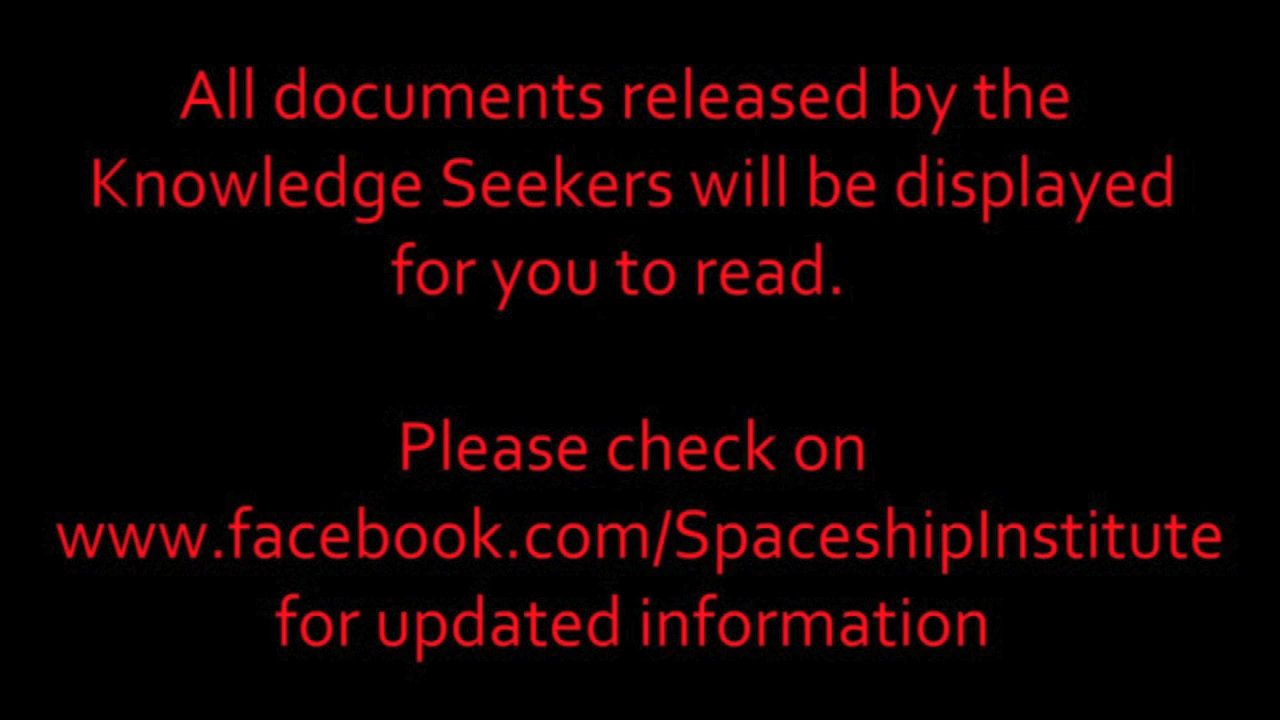 All documents released by the
Knowledge Seekers will be displayed
for you to read.
Please check on
www.facebook.com/SpaceshipInstitute
for updated information